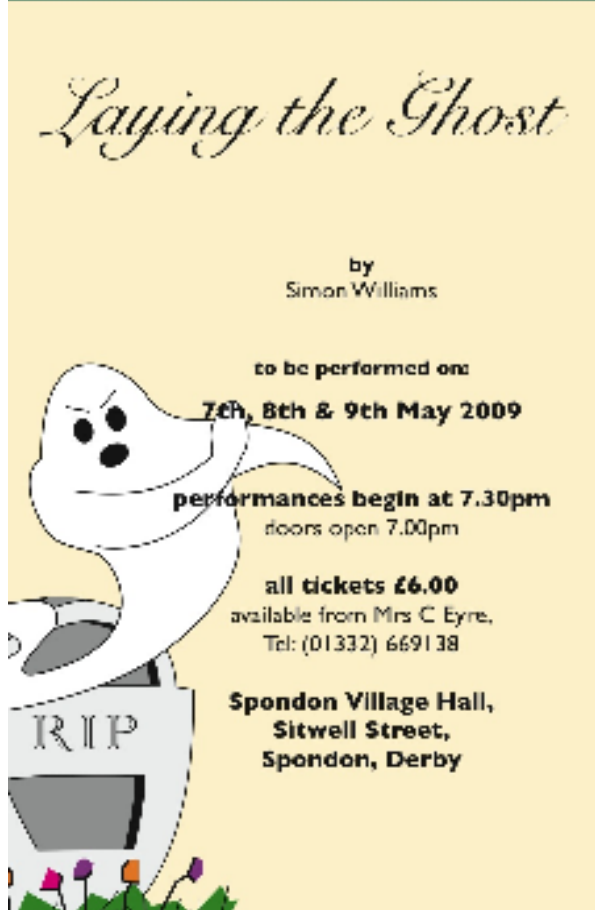 Laying the Ghost
by
Simon Williams
to be performed on:
7th, 8th & 9th May 2009
performances begin at 7.30pm
doors open 7.00pm
all tickets £6.00
available from Mrs C Eyre,
Tel: (01332) 669138
Spondon Village Hall,
Sitwell Street,
Spondon, Derby
RIP